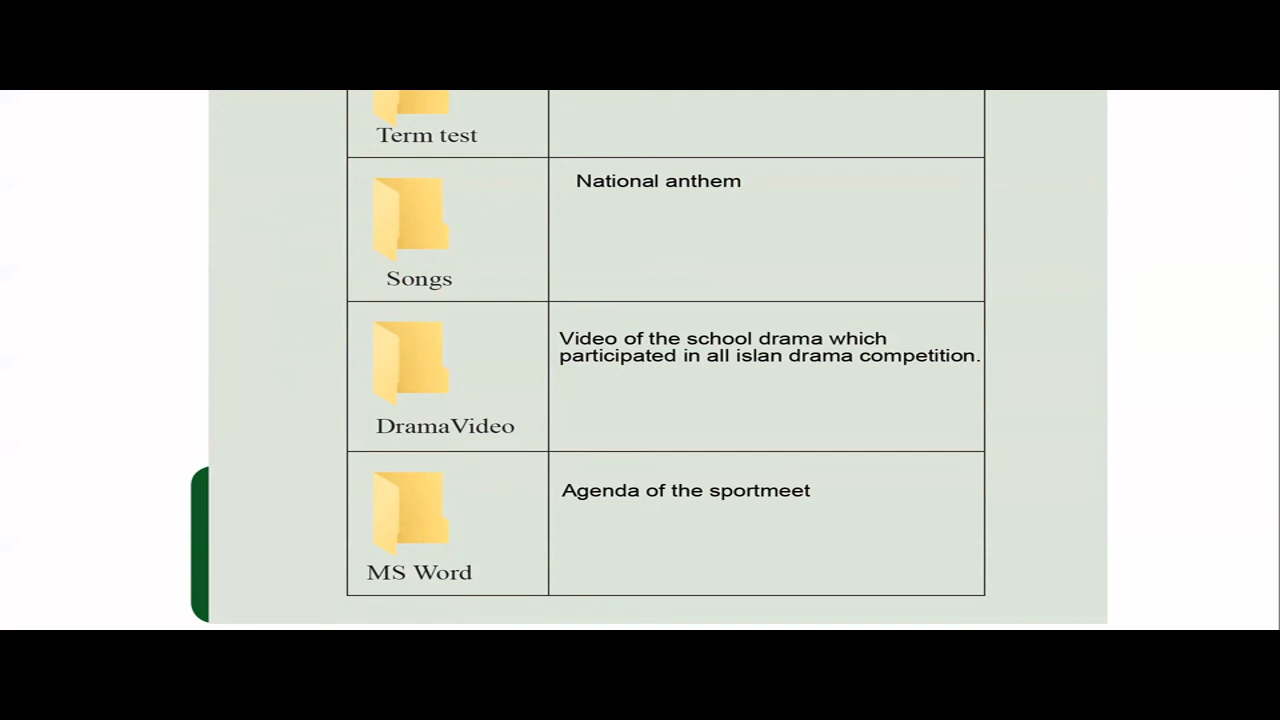 Term test
National anthem
Songs
Video of the school drama which
participated in all islan drama competition.
DramaVideo
Agenda of the sportmeet
MS Word